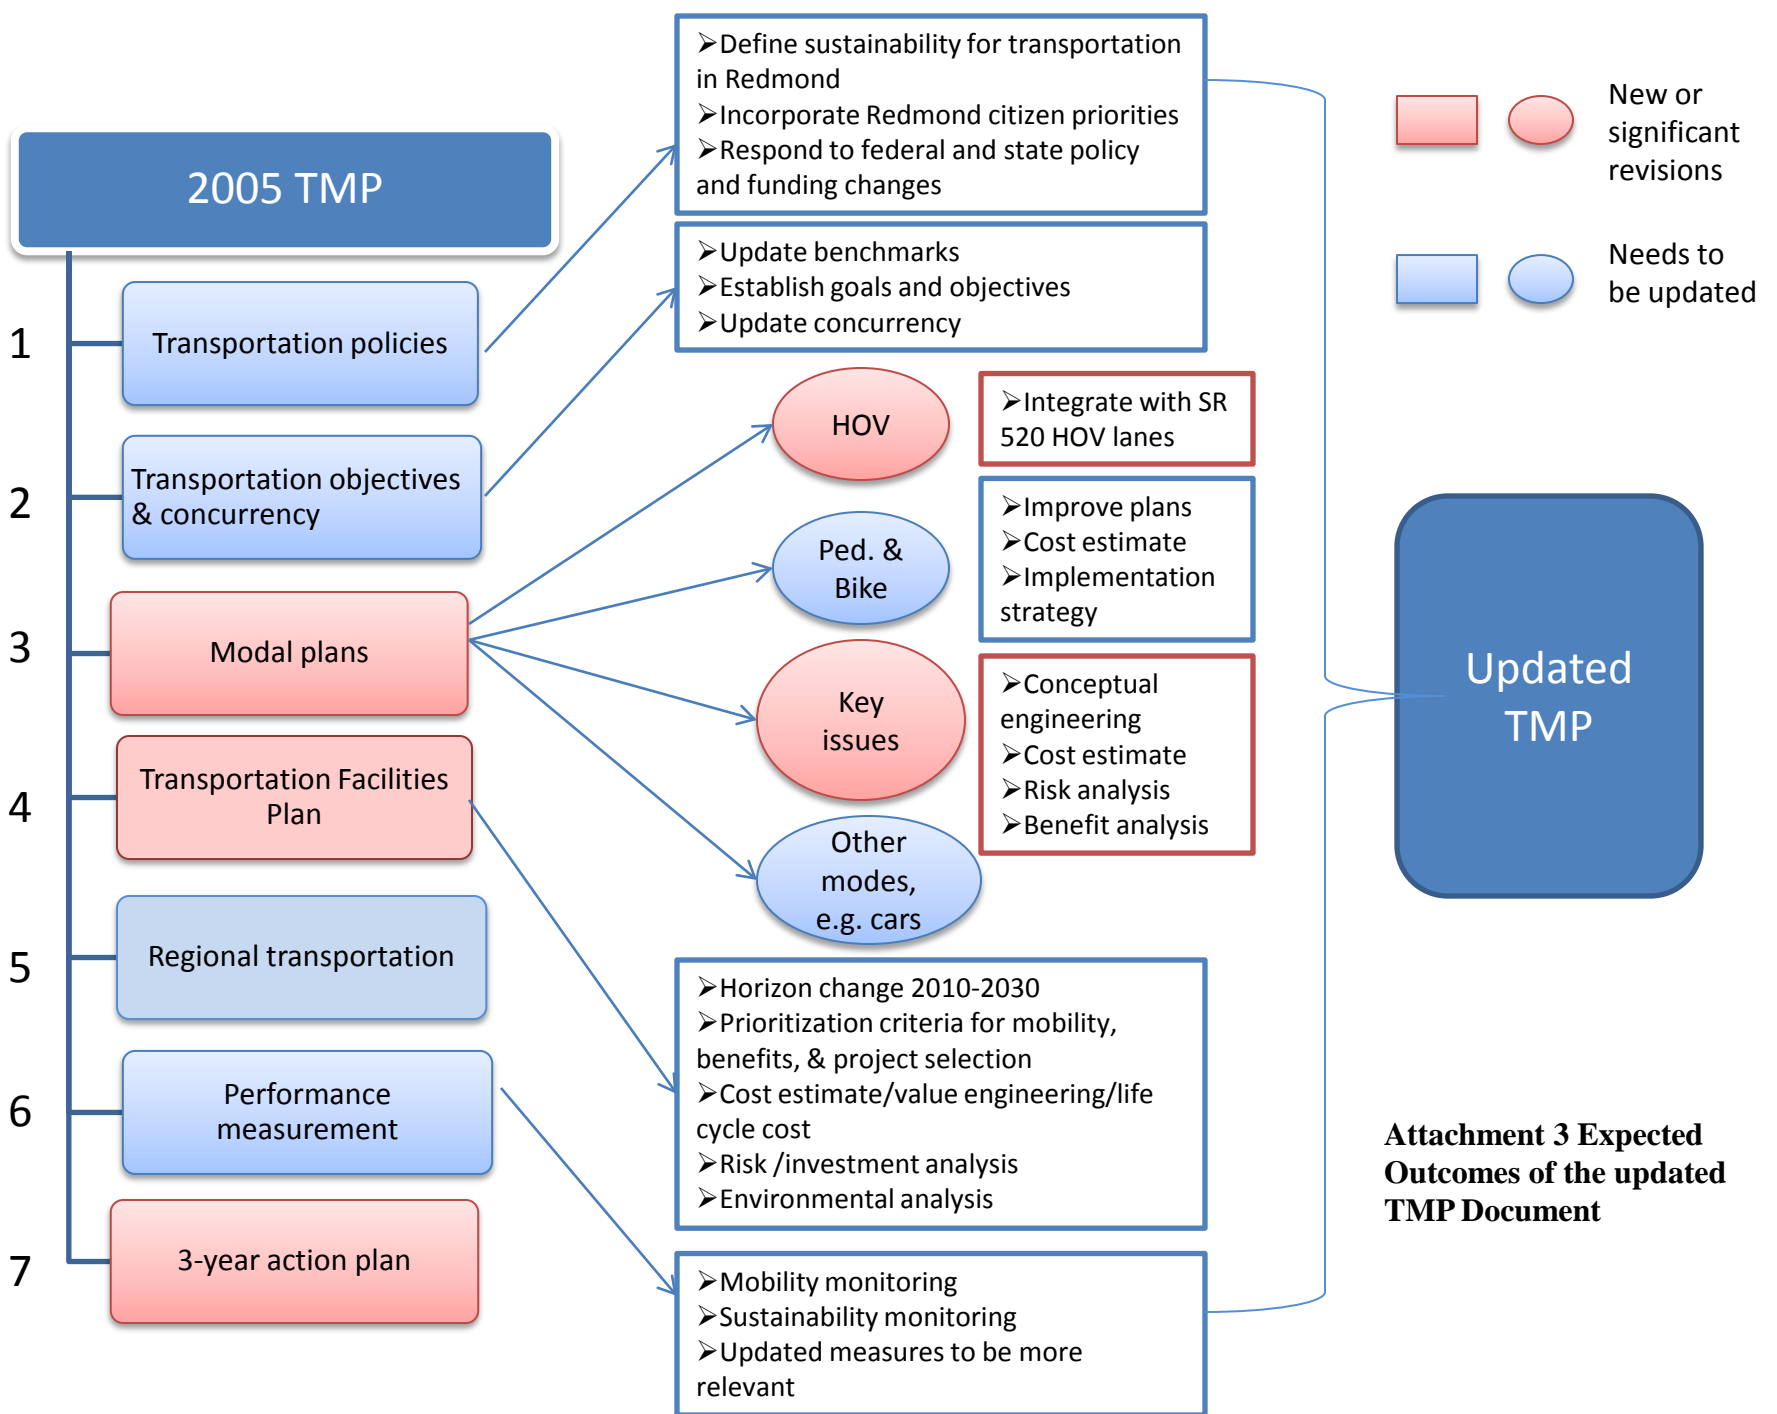 2005 TMP
1
Transportation policies
2
Transportation objectives
& concurrency
3
Modal plans
4
Transportation Facilities
Plan
5
Regional transportation
6
Performance
measurement
7
3-year action plan
➢Define sustainability for transportation
in Redmond
➢Incorporate Redmond citizen priorities
➢Respond to federal and state policy
and funding changes
➢Update benchmarks
➢Establish goals and objectives
➢Update concurrency
HOV
➢Integrate with SR
520 HOV lanes
Ped. &
Bike
➢Improve plans
➢Cost estimate
➢Implementation
strategy
Key
issues
➢Conceptual
engineering
➢Cost estimate
➢Risk analysis
➢Benefit analysis
Other
modes,
e.g. cars
➢Horizon change 2010-2030
➢Prioritization criteria for mobility,
benefits, & project selection
➢Cost estimate/value engineering/life
cycle cost
➢Risk /investment analysis
➢Environmental analysis
➢Mobility monitoring
➢Sustainability monitoring
➢Updated measures to be more
relevant
New or
significant
revisions
Needs to
be updated
Updated
TMP
Attachment 3 Expected
Outcomes of the updated
TMP Document